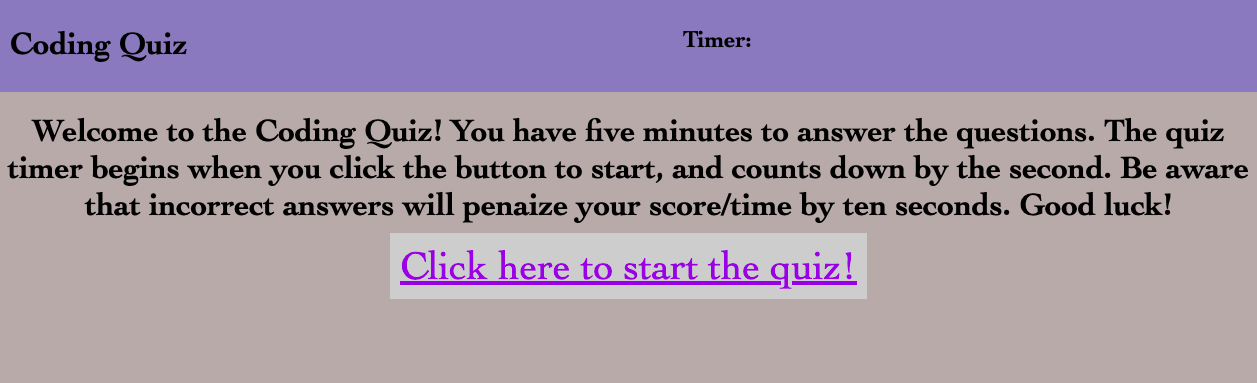 Coding Quiz
Timer:
Welcome to the Coding Quiz! You have five minutes to answer the questions. The quiz
timer begins when you click the button to start, and counts down by the second. Be aware
that incorrect answers will penaize your score/time by ten seconds. Good luck!
Click here to start the quiz!